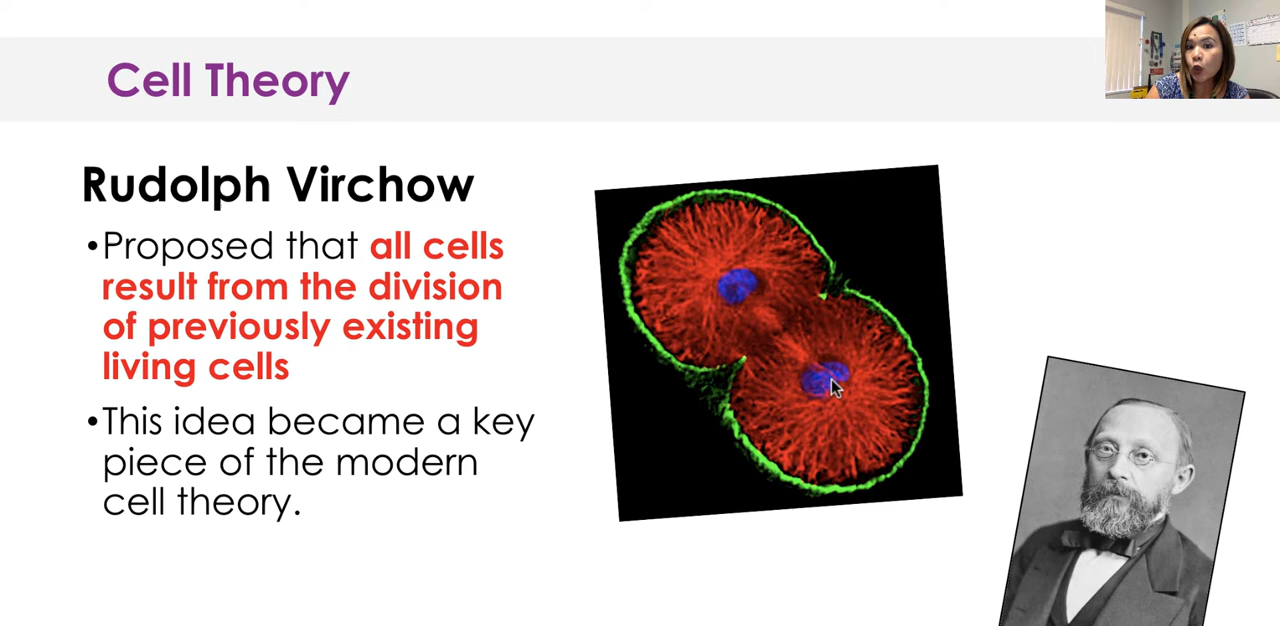 Cell Theory
Rudolph Virchow
•Proposed that all cells
result from the division
of previously existing
living cells
•This idea became a key
piece of the modern
cell theory.